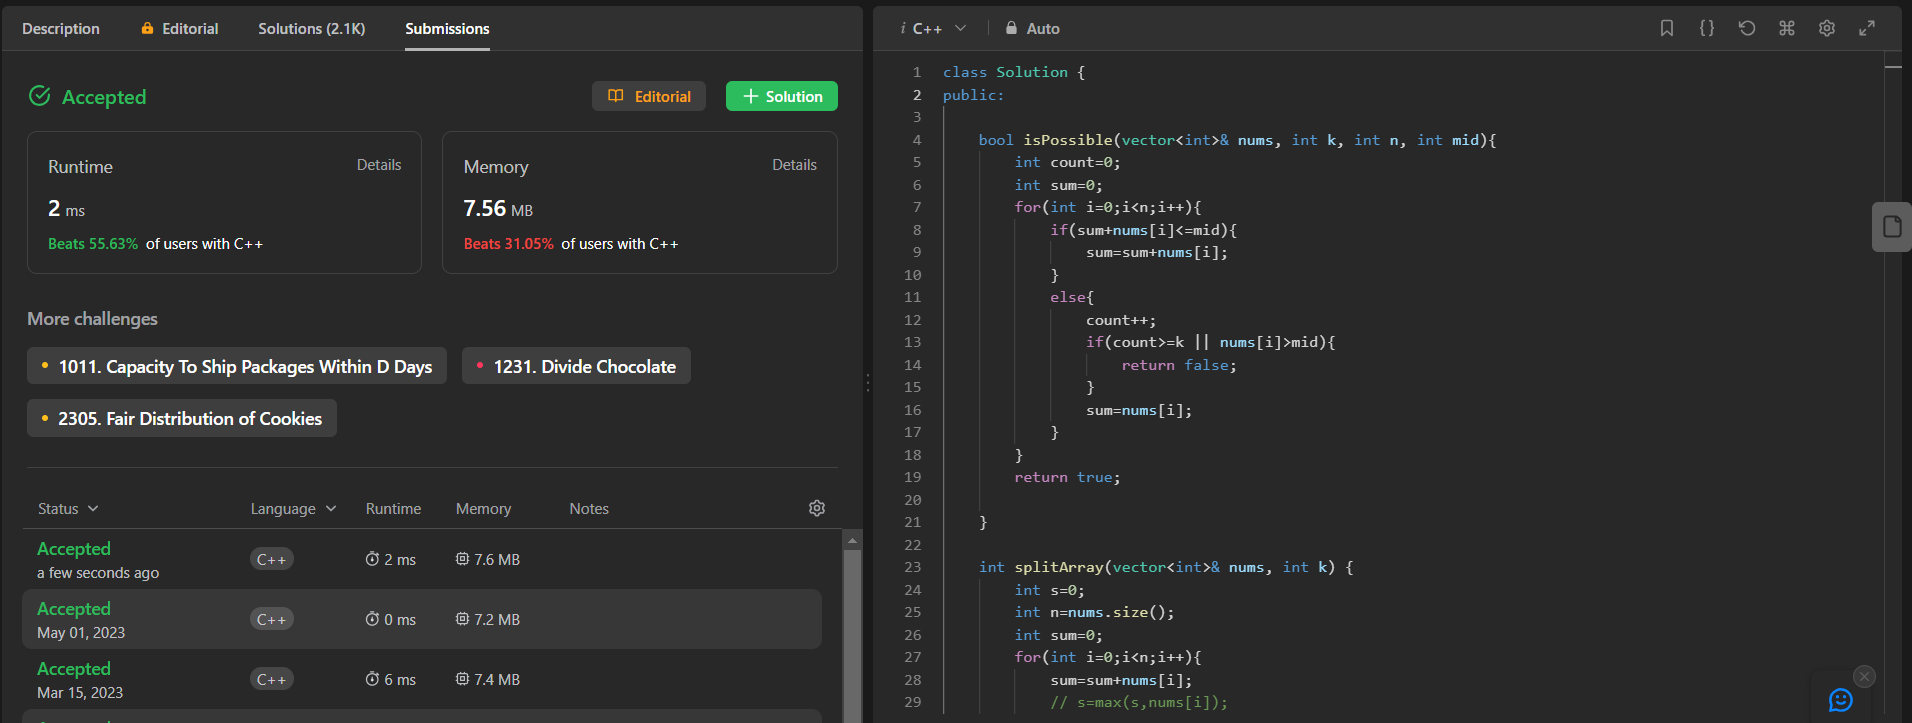 Description Editorial Solutions (2.1K) Submissions
Accepted Editorial + Solution
Runtime Details
2 ms
Beats 55.63% of users with C++
Memory Details
7.56 MB
Beats 31.05% of users with C++
More challenges
1011. Capacity To Ship Packages Within D Days
1231. Divide Chocolate
2305. Fair Distribution of Cookies
Status Language Runtime Memory Notes
Accepted C++ 2 ms 7.6 MB
a few seconds ago
Accepted C++ 0 ms 7.2 MB
May 01, 2023
Accepted C++ 6 ms 7.4 MB
Mar 15, 2023
i C++ Auto
1 class Solution {
2 public:
3
4     bool isPossible(vector<int>& nums, int k, int n, int mid){
5         int count=0;
6         int sum=0;
7         for(int i=0;i<n;i++){
8             if(sum+nums[i]<=mid){
9                 sum=sum+nums[i];
10             }
11             else{
12                 count++;
13                 if(count>=k || nums[i]>mid){
14                     return false;
15                 }
16                 sum=nums[i];
17             }
18         }
19         return true;
20
21     }
22
23     int splitArray(vector<int>& nums, int k) {
24         int s=0;
25         int n=nums.size();
26         int sum=0;
27         for(int i=0;i<n;i++){
28             sum=sum+nums[i];
29             // s=max(s,nums[i]);